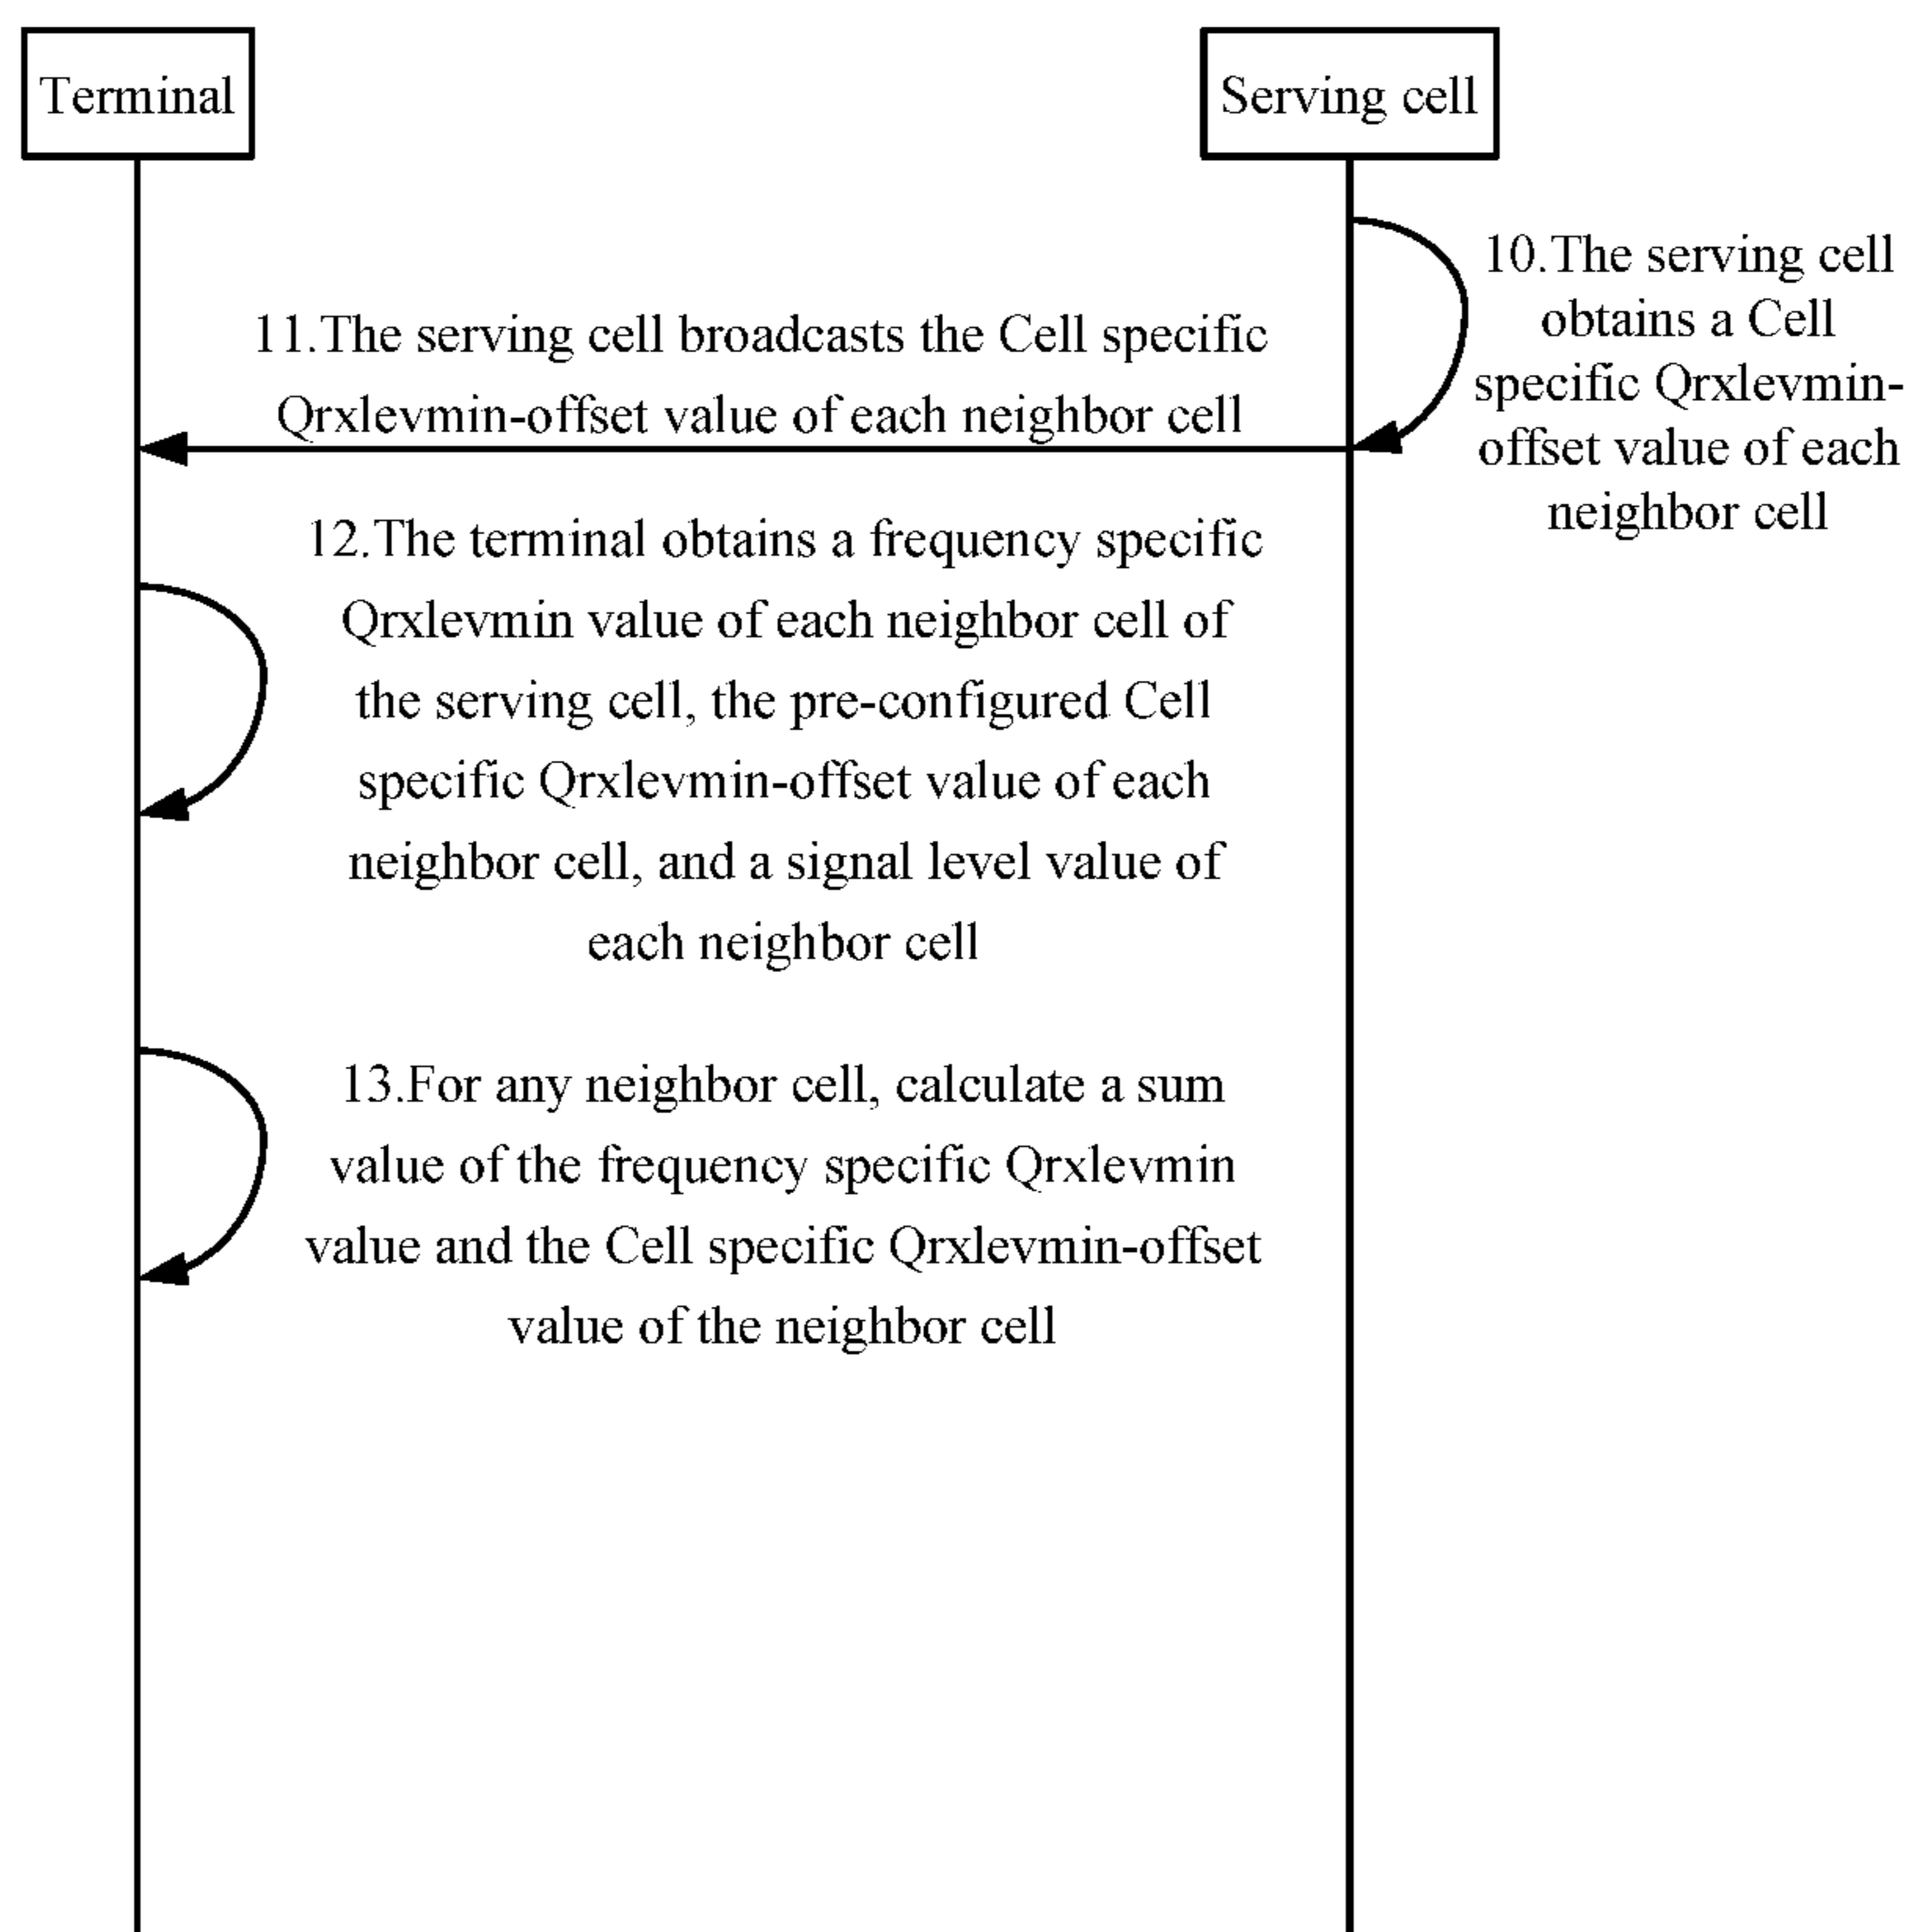 Terminal
Serving cell
10.The serving cell
obtains a Cell
specific Qrxlevmin-
offset value of each
neighbor cell
11.The serving cell broadcasts the Cell specific
Qrxlevmin-offset value of each neighbor cell
12.The terminal obtains a frequency specific
Qrxlevmin value of each neighbor cell of
the serving cell, the pre-configured Cell
specific Qrxlevmin-offset value of each
neighbor cell, and a signal level value of
each neighbor cell
13.For any neighbor cell, calculate a sum
value of the frequency specific Qrxlevmin
value and the Cell specific Qrxlevmin-offset
value of the neighbor cell